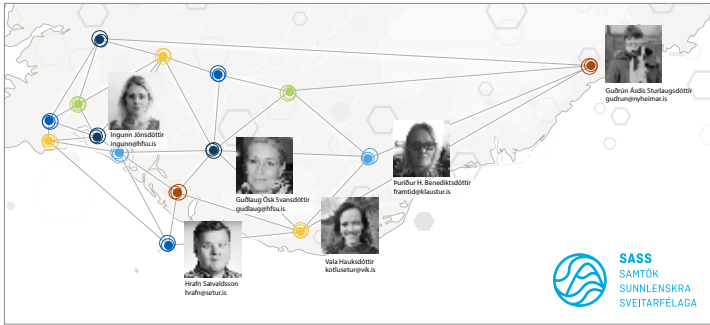 Guðrún Ásdís Sturlaugsdóttir
gudrun@nyheimar.is
Ingunn Jónsdóttir
ingunn@hfsu.is
Þuríður H. Benediktsdóttir
framtid@klaustur.is
Guðlaug Ósk Svansdóttir
gudlaug@hfsu.is
Vala Hauksdóttir
kotlusetur@vik.is
Hrafn Sævaldsson
hrafn@setur.is
SASS
SAMTÖK
SUNNLENSKRA
SVEITARFÉLAGA